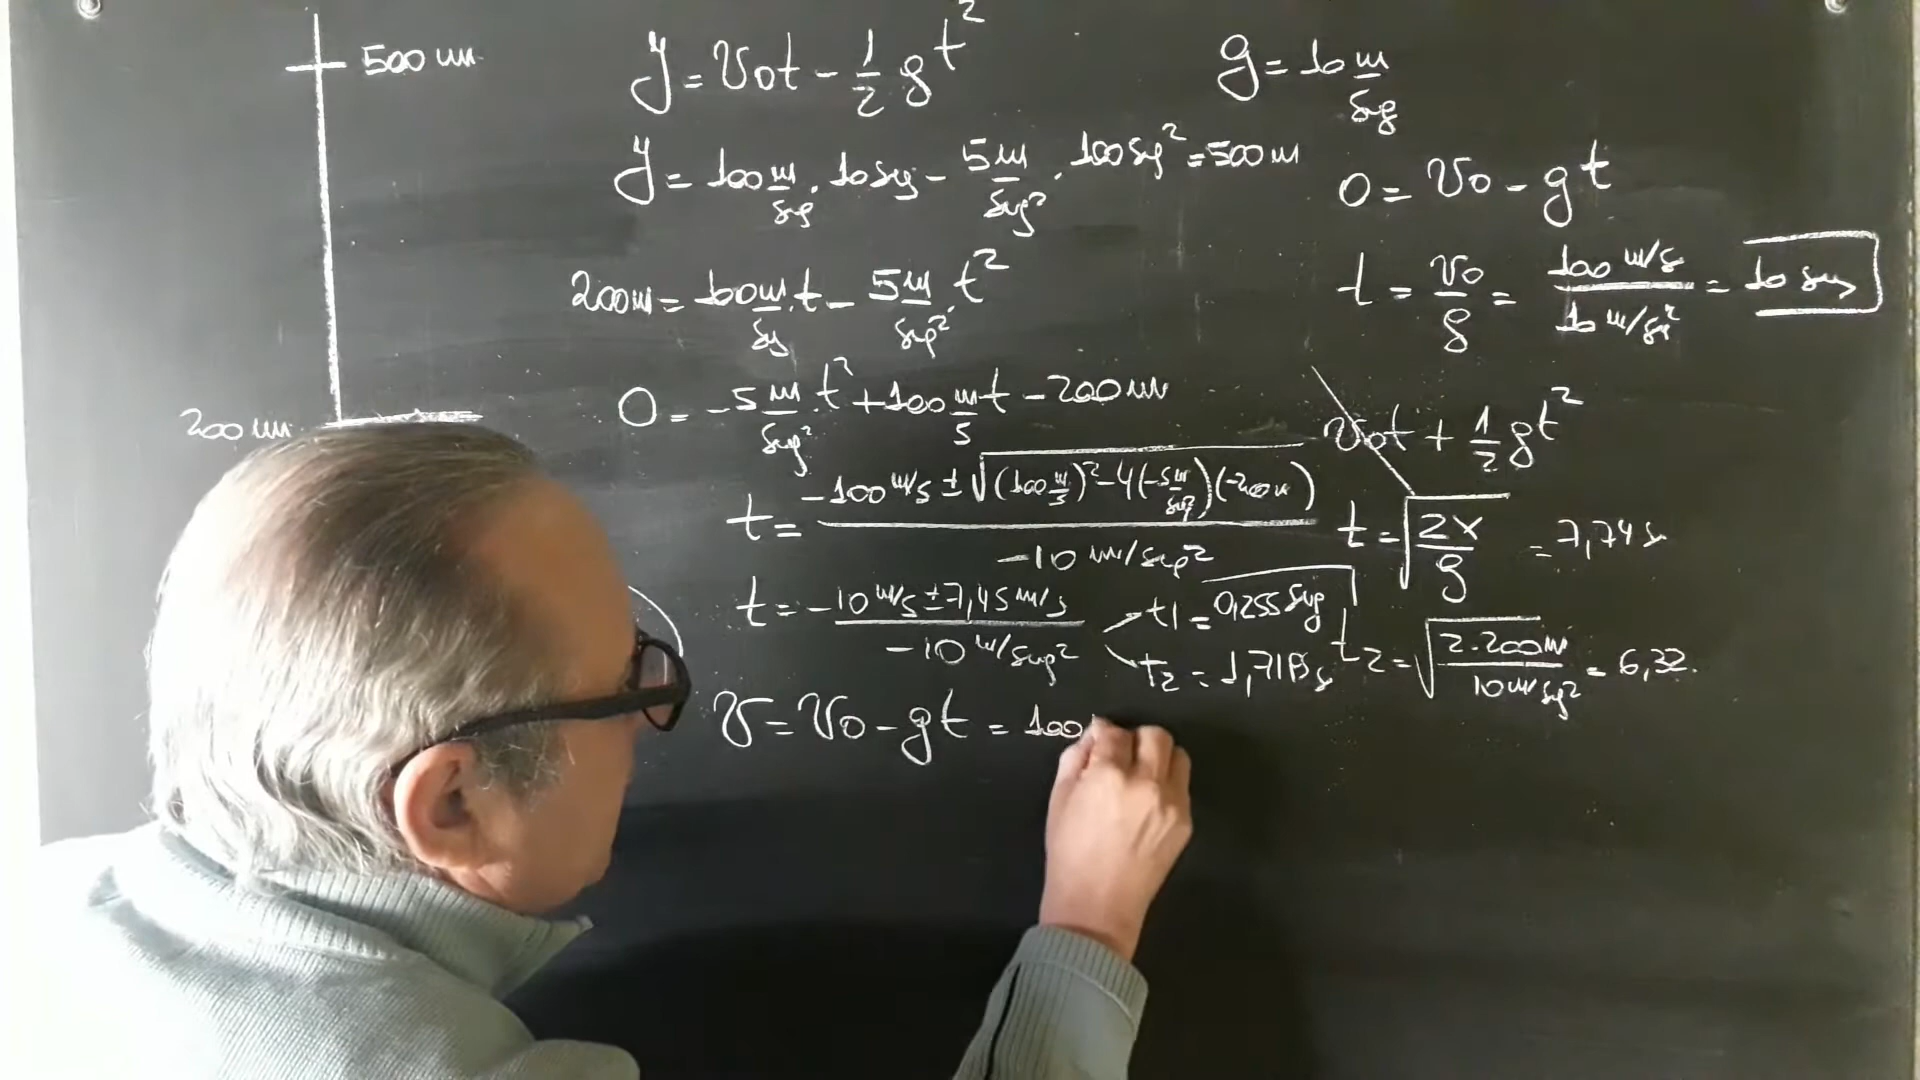 500 m
y = v0t - 1/2 g t²
g = 10 m/sg
y = 100 m/sg . 10 sg - 5 m/sg² . 100 sg² = 500 m
0 = v0 - g t
200 m = 100 m/sg . t - 5 m/sg² . t²
t = v0/g = 100 m/s / 10 m/sg² = 10 sg
0 = -5 m/sg² . t² + 100 m/s t - 200 m
200 m
v0t + 1/2 g t²
t = -100 m/s ± √(100 m/s)² - 4 (-5 m/sg²) (-200 m) / -10 m/sg²
t = √2x/g = 7,74 s
t = -10 m/s ± 7,45 m/s / -10 m/sg²
t1 = 0,255 sg
t2 = 1,71 s
t2 = √2.200 m / 10 m/sg² = 6,32.
v = v0 - g t = 100